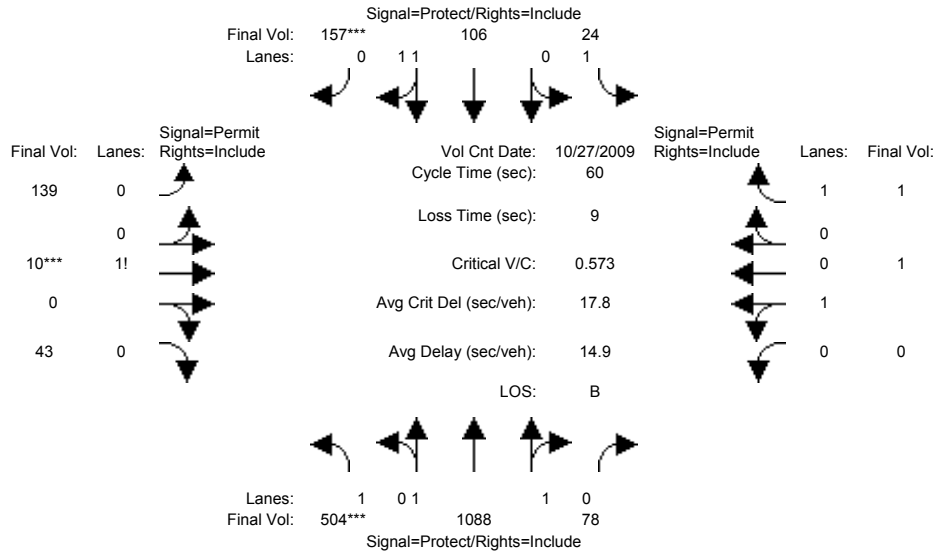 Signal=Protect/Rights=Include
Final Vol: 157*** 106 24
Lanes: 0 1 1 0 1
Signal=Permit
Final Vol: Lanes: Rights=Include
Vol Cnt Date: 10/27/2009
Signal=Permit
Rights=Include Lanes: Final Vol:
Cycle Time (sec): 60
139 0
1 1
Loss Time (sec): 9
0
0
10*** 1!
Critical V/C: 0.573
0 1
0 0
Avg Crit Del (sec/veh): 17.8
1
43 0
Avg Delay (sec/veh): 14.9
0 0
LOS: B
Lanes: 1 0 1 1 0
Final Vol: 504*** 1088 78
Signal=Protect/Rights=Include